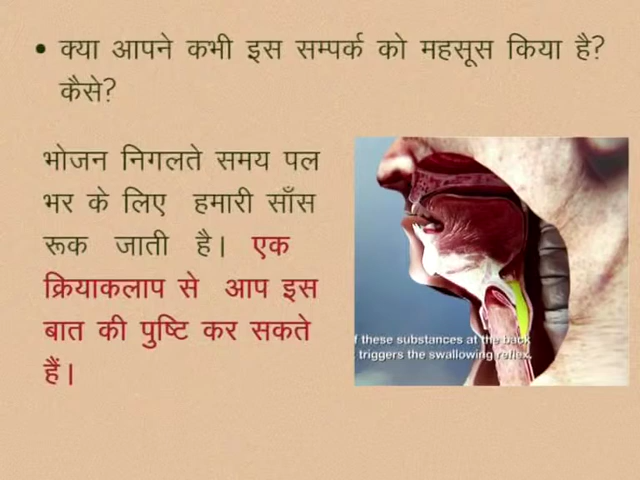 • क्या आपने कभी इस सम्पर्क को महसूस किया है?
कैसे?
भोजन निगलते समय पल
भर के लिए हमारी साँस
रूक जाती है। एक
क्रियाकलाप से आप इस
बात की पुष्टि कर सकते
हैं।
f these substances at the back
triggers the swallowing reflex.